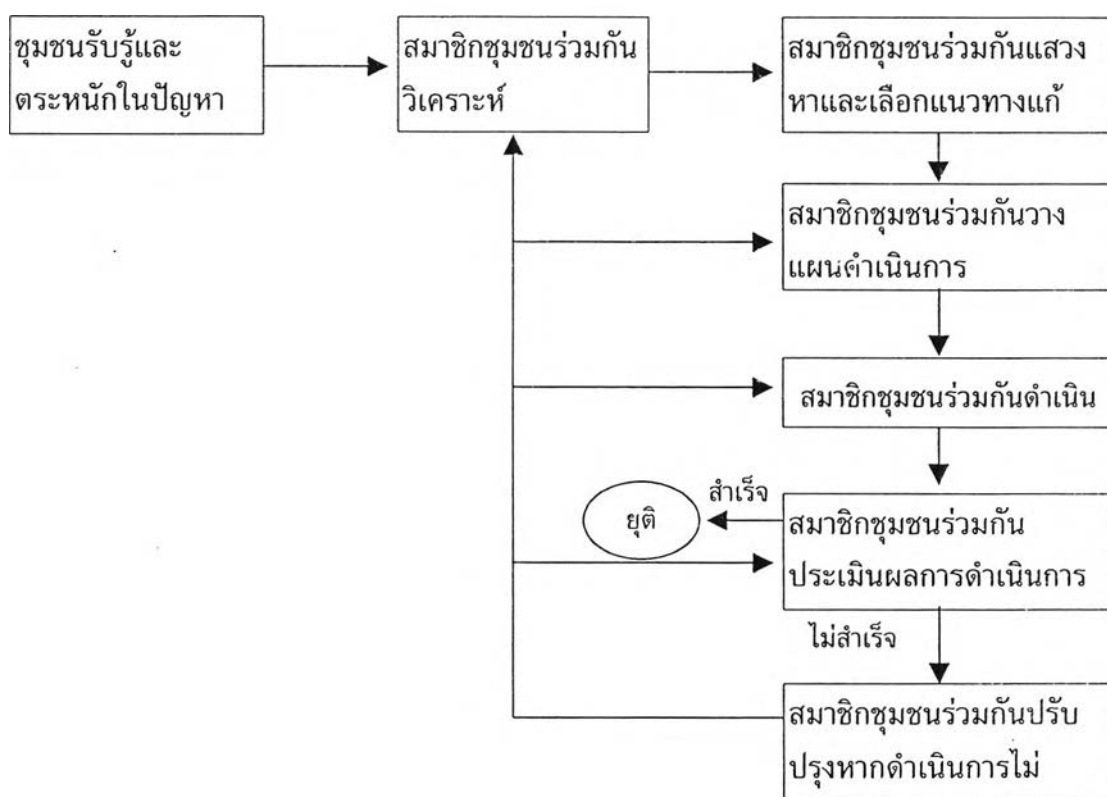 ชุมชนรับรู้และ
ตระหนักในปัญหา
สมาชิกชุมชนร่วมกัน
วิเคราะห์
สมาชิกชุมชนร่วมกันแสวง
หาและเลือกแนวทางแก้
สมาชิกชุมชนร่วมกันวาง
แผนดำเนินการ
สมาชิกชุมชนร่วมกันดำเนิน
สำเร็จ
ยุติ
สมาชิกชุมชนร่วมกัน
ประเมินผลการดำเนินการ
ไม่สำเร็จ
สมาชิกชุมชนร่วมกันปรับ
ปรุงหากดำเนินการไม่